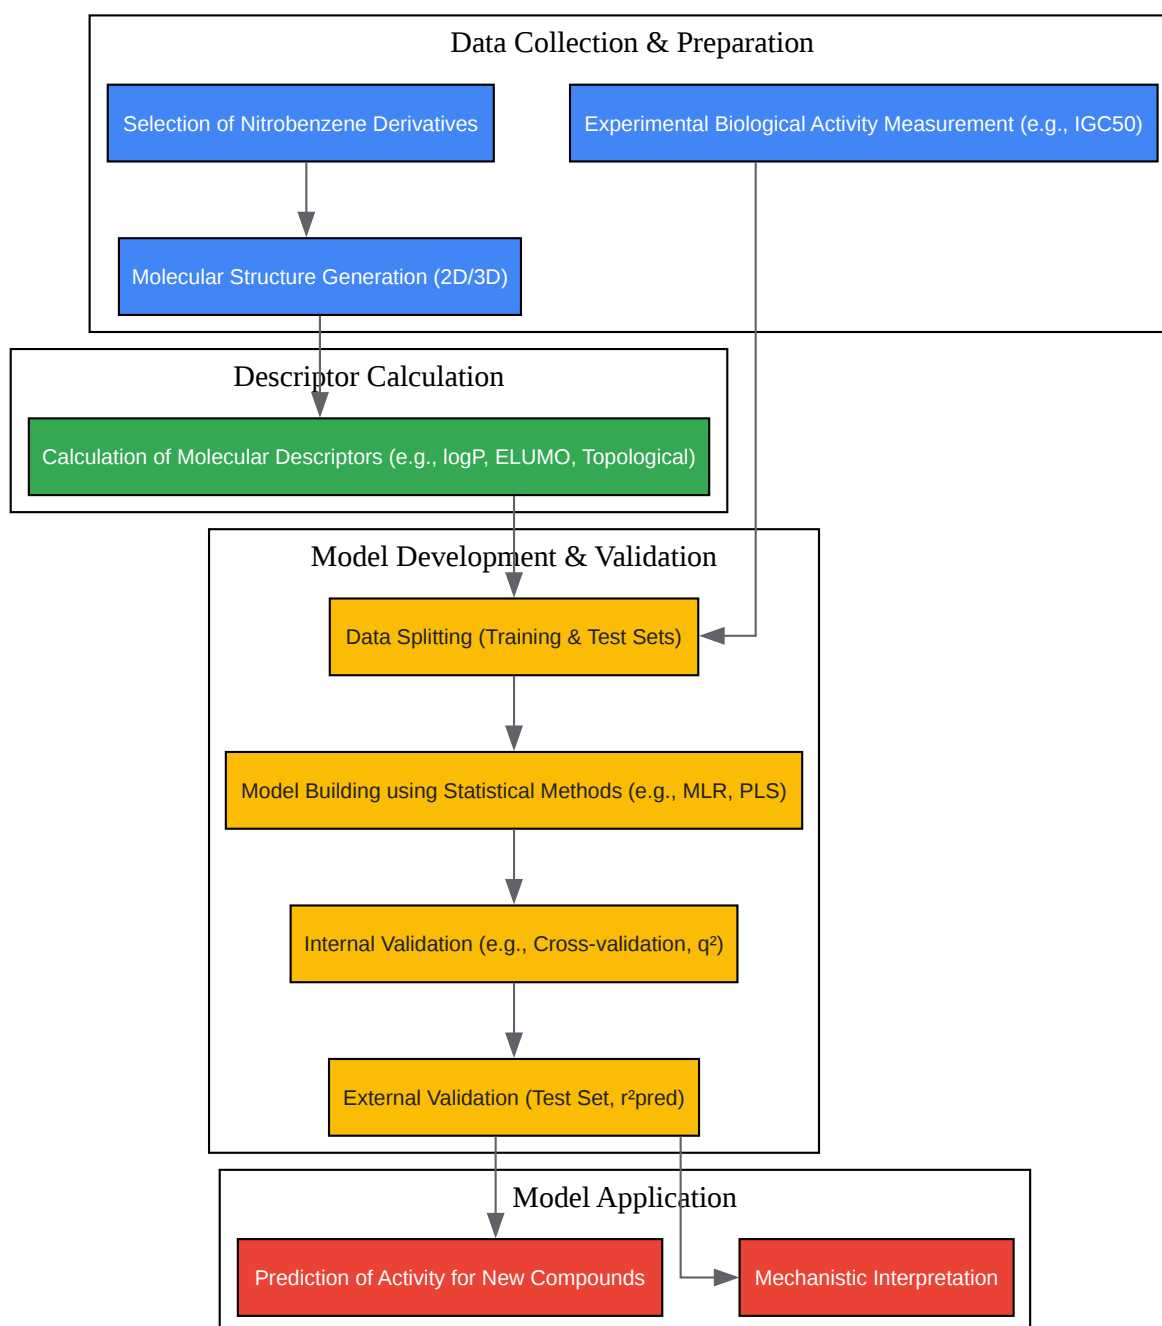 Data Collection & Preparation
Selection of Nitrobenzene Derivatives
Experimental Biological Activity Measurement (e.g., IGC50)
Molecular Structure Generation (2D/3D)
Descriptor Calculation
Calculation of Molecular Descriptors (e.g., logP, ELUMO, Topological)
Model Development & Validation
Data Splitting (Training & Test Sets)
Model Building using Statistical Methods (e.g., MLR, PLS)
Internal Validation (e.g., Cross-validation, q²)
External Validation (Test Set, r²pred)
Model Application
Prediction of Activity for New Compounds
Mechanistic Interpretation